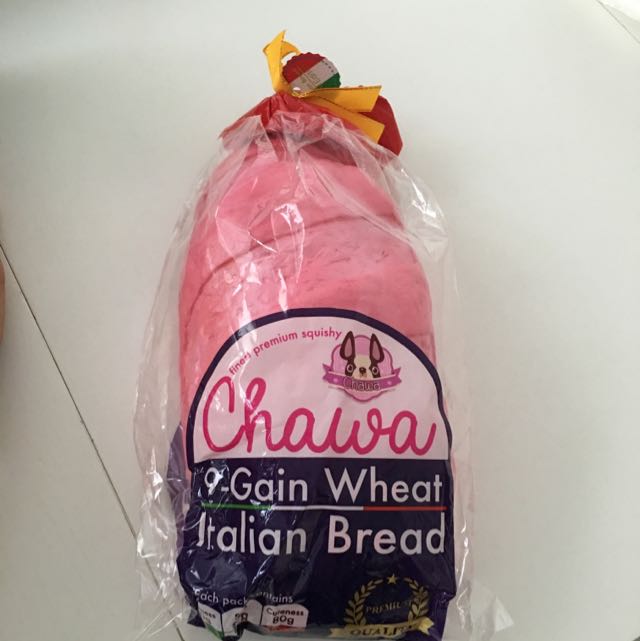 finest premium squishy
Chawa
Chawa
9-Gain Wheat
Italian Bread
Each pack contains
Cuteness
80g
PREMIUM
QUALITY